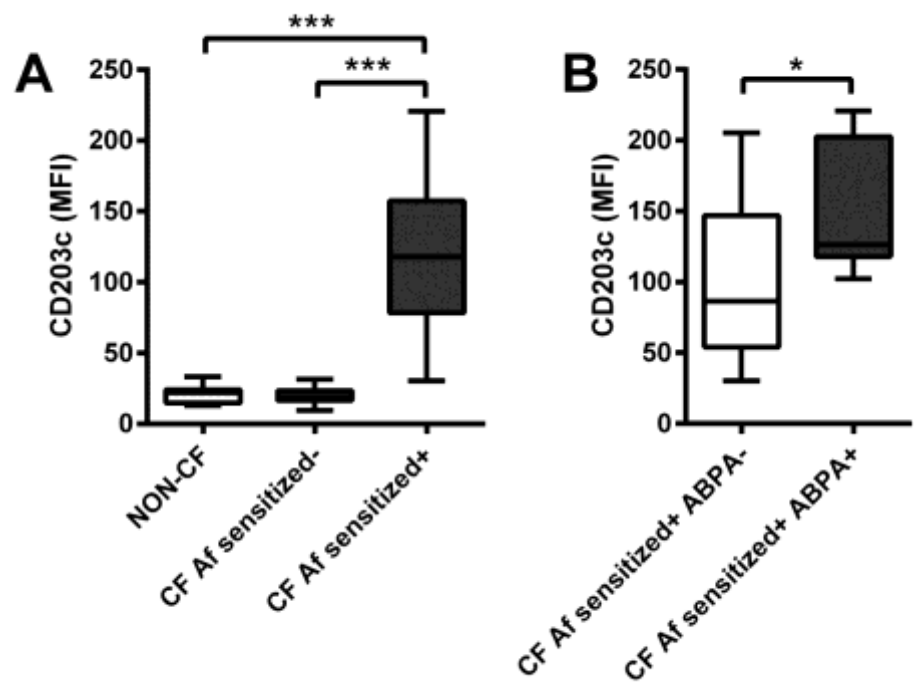 A
***
***
CD203c (MFI)
250
200
150
100
50
0
NON-CF
CF Af sensitized-
CF Af sensitized+
B
*
CD203c (MFI)
250
200
150
100
50
0
CF Af sensitized+ ABPA-
CF Af sensitized+ ABPA+